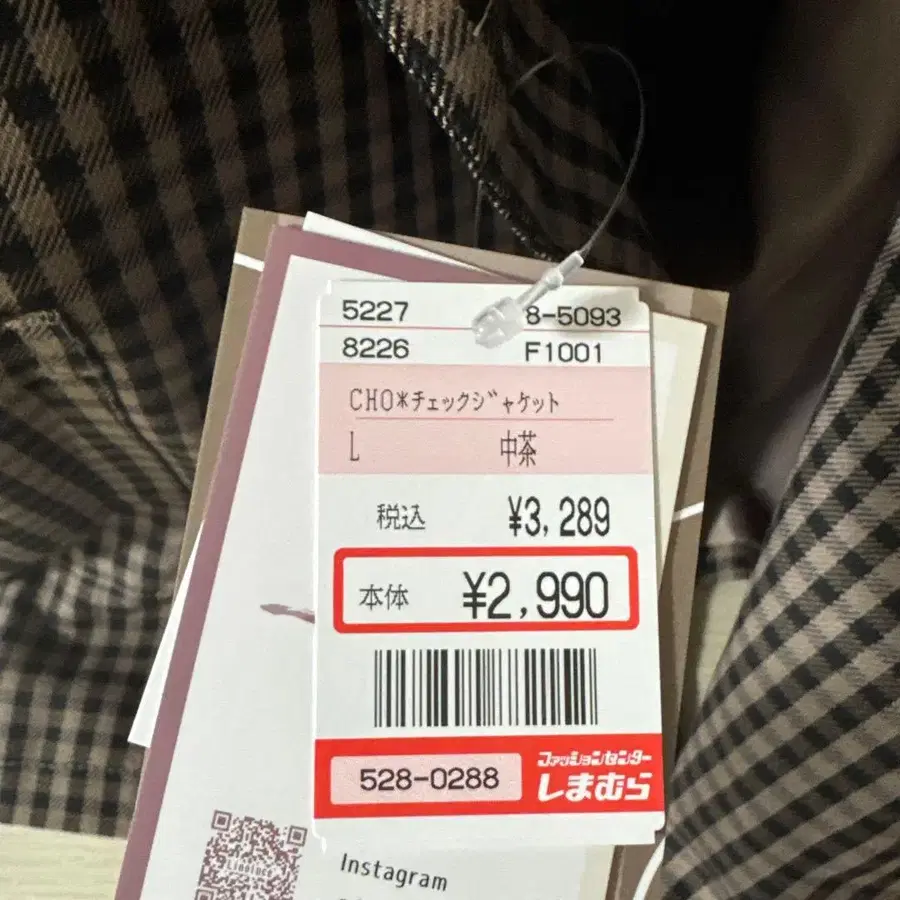 5227 8-5093
8226 F1001
CHO*チェックジャケット
L 中茶
税込 ¥3,289
本体 ¥2,990
528-0288
ファッションセンター
しまむら
Instagram